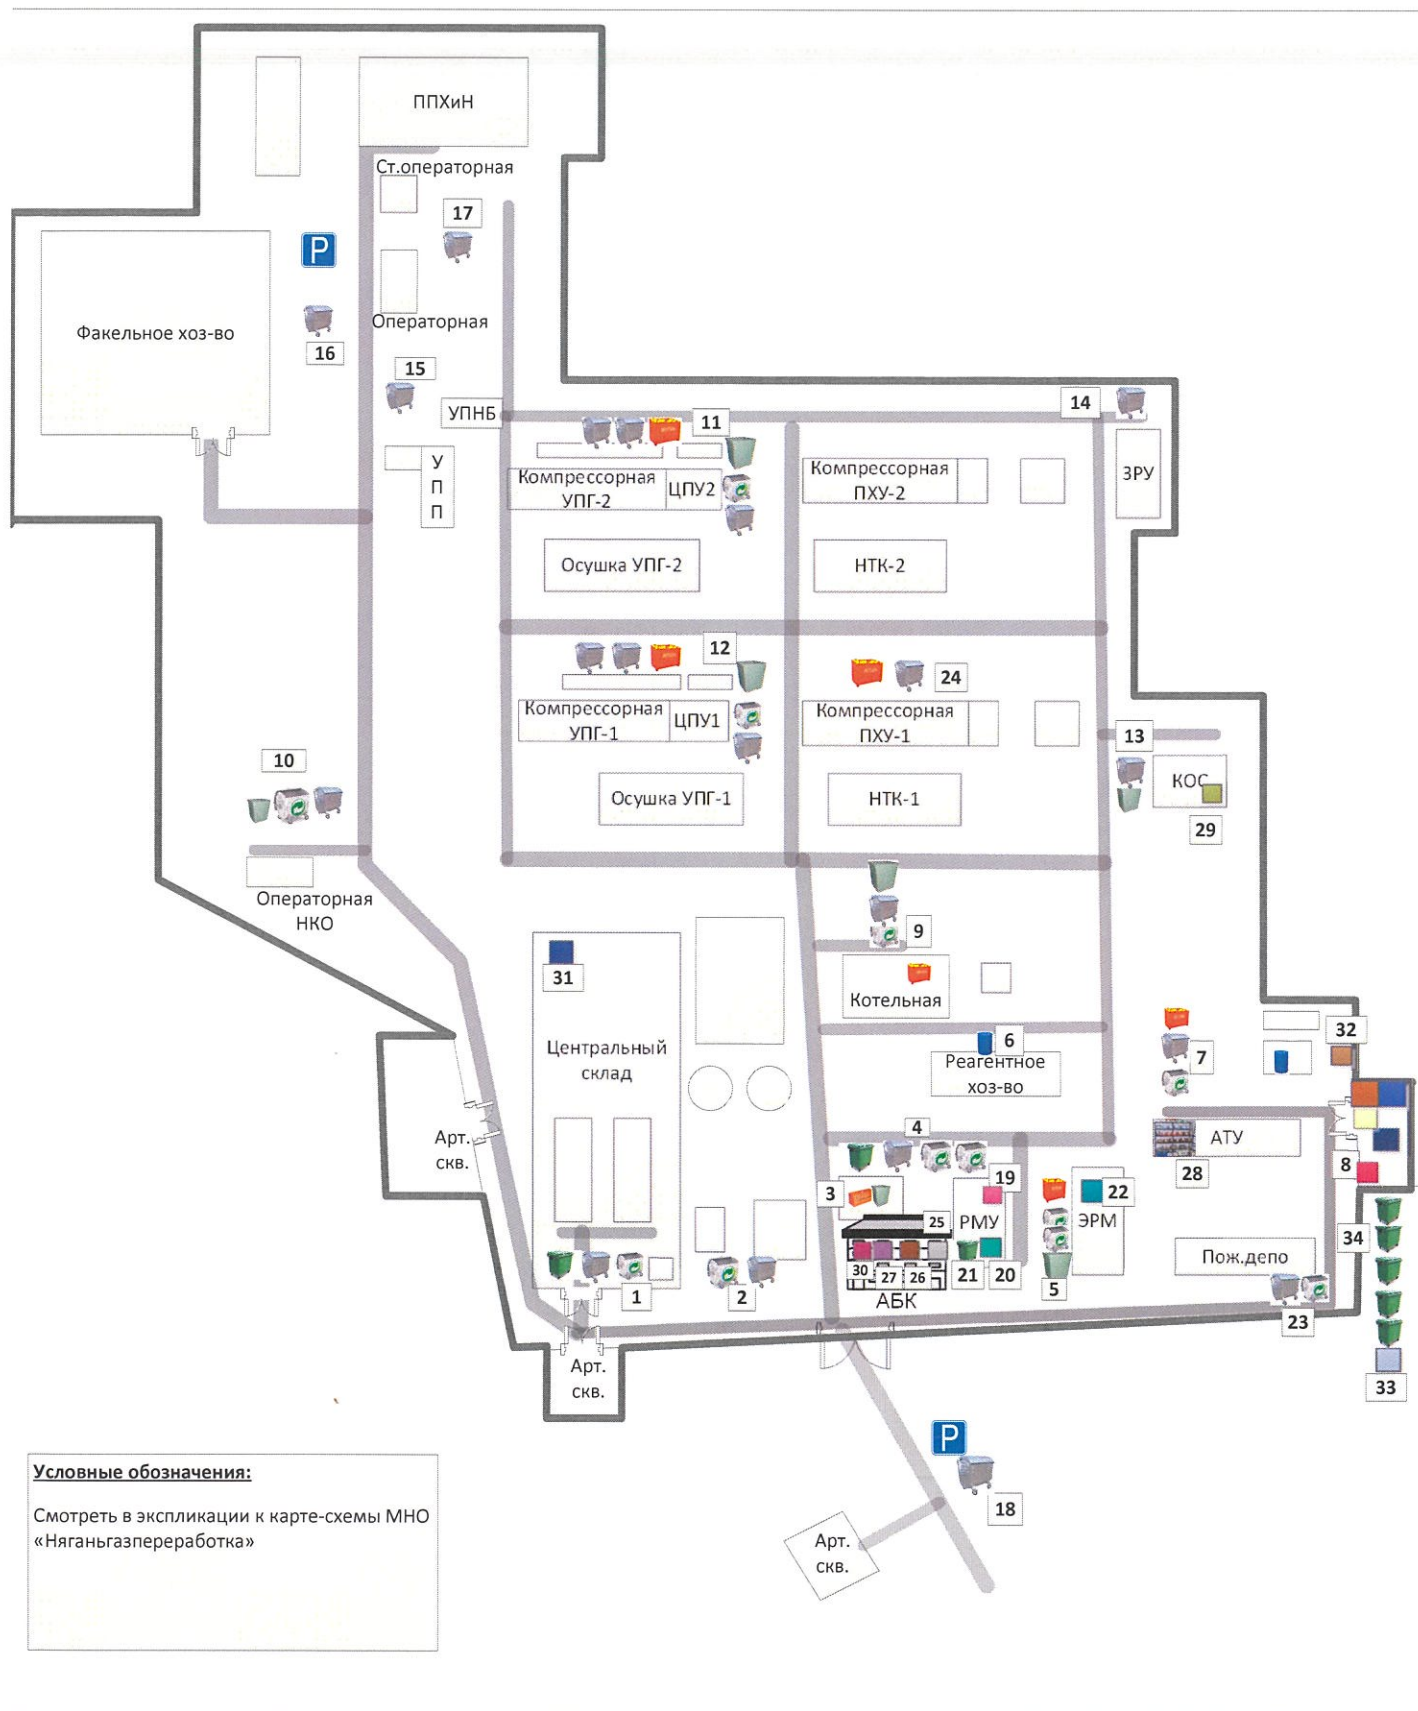 ППХиН
Ст.операторная
17
P
Факельное хоз-во
Операторная
16
15
УПНБ
14
11
У
П
П
Компрессорная
УПГ-2
ЦПУ2
Компрессорная
ПХУ-2
ЗРУ
Осушка УПГ-2
НТК-2
12
24
Компрессорная
УПГ-1
ЦПУ1
Компрессорная
ПХУ-1
13
10
КОС
Осушка УПГ-1
НТК-1
29
Операторная
НКО
9
31
Котельная
32
6
7
Центральный
склад
Реагентное
хоз-во
4
Арт.
скв.
АТУ
8
28
3
19
22
25
РМУ
ЭРМ
34
30
27
26
21
20
Пож.депо
5
1
2
АБК
23
Арт.
скв.
33
P
18
Арт.
скв.
Условные обозначения:
Смотреть в экспликации к карте-схемы МНО
«Няганьгазпереработка»